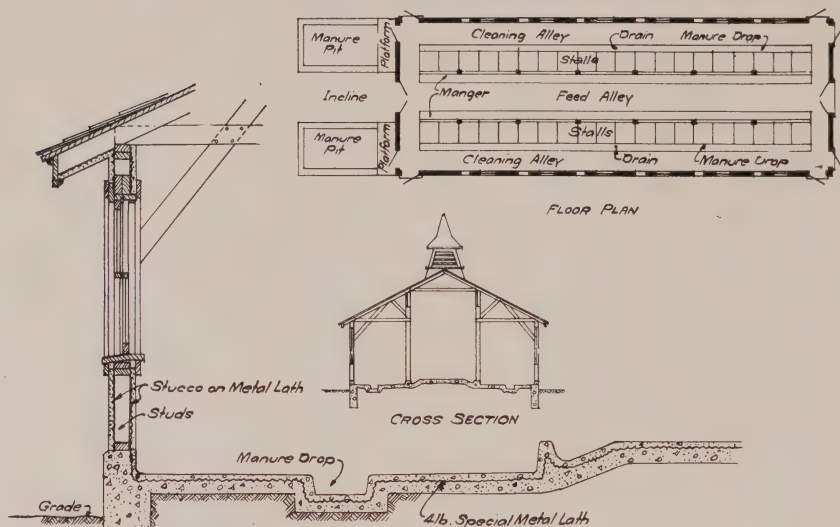 Manure
Pit
Platform
Cleaning Alley
Drain
Manure Drop
Stalls
Incline
Manger
Feed Alley
Manure
Pit
Platform
Stalls
Cleaning Alley
Drain
Manure Drop
FLOOR PLAN
CROSS SECTION
Stucco on Metal Lath
Studs
Manure Drop
Grade
4lb. Special Metal Lath